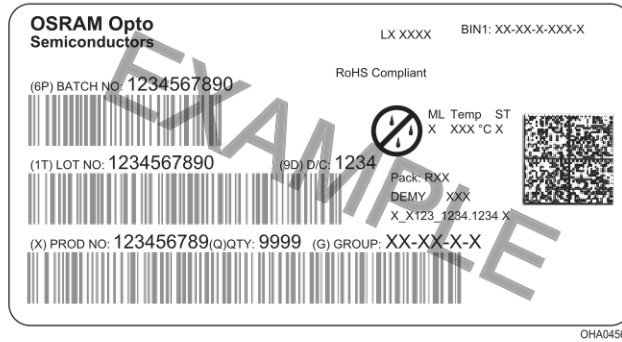 OSRAM Opto
Semiconductors
LX XXXX
BIN1: XX-XX-X-XXX-X
RoHS Compliant
(6P) BATCH NO: 1234567890
ML Temp ST
X XXX °C X
(1T) LOT NO: 1234567890 (9D) D/C: 1234
Pack: RXX
DEMY XXX
X_X123_1234.1234 X
(X) PROD NO: 123456789(Q)QTY: 9999 (G) GROUP: XX-XX-X-X
EXAMPLE